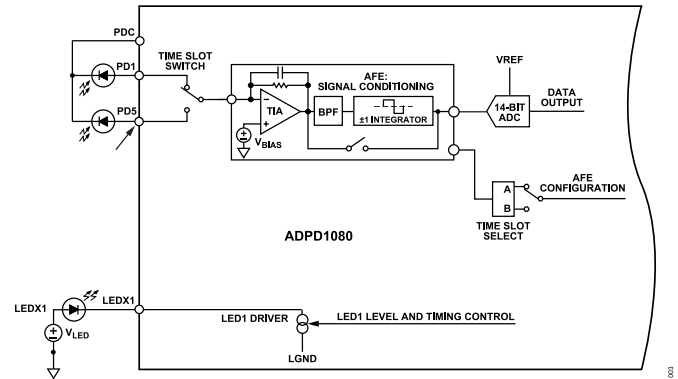 PDC
PD1
PD5
TIME SLOT
SWITCH
AFE:
SIGNAL CONDITIONING
−
+
TIA
VBIAS
BPF
±1 INTEGRATOR
VREF
14-BIT
ADC
DATA
OUTPUT
A
B
TIME SLOT
SELECT
AFE
CONFIGURATION
ADPD1080
LEDX1
VLED
LEDX1
LED1 DRIVER
LED1 LEVEL AND TIMING CONTROL
LGND
003